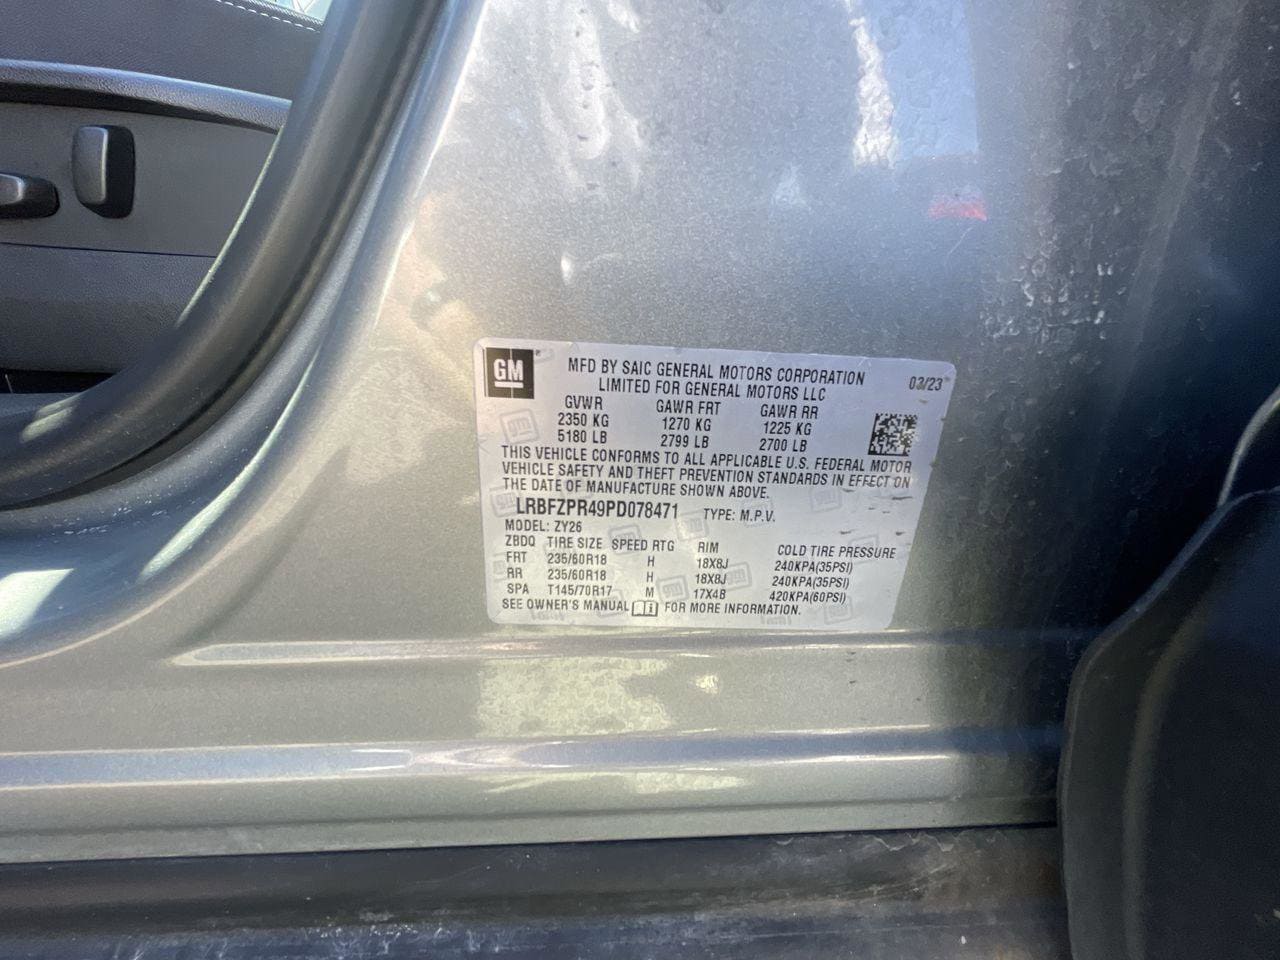 GM
MFD BY SAIC GENERAL MOTORS CORPORATION 03/23
LIMITED FOR GENERAL MOTORS LLC
GVWR GAWR FRT GAWR RR
2350 KG 1270 KG 1225 KG
5180 LB 2799 LB 2700 LB
THIS VEHICLE CONFORMS TO ALL APPLICABLE U.S. FEDERAL MOTOR
VEHICLE SAFETY AND THEFT PREVENTION STANDARDS IN EFFECT ON
THE DATE OF MANUFACTURE SHOWN ABOVE.
LRBFZPR49PD078471 TYPE: M.P.V.
MODEL: ZY26
ZBDQ TIRE SIZE SPEED RTG RIM COLD TIRE PRESSURE
FRT 235/60R18 H 18X8J 240KPA(35PSI)
RR 235/60R18 H 18X8J 240KPA(35PSI)
SPA T145/70R17 M 17X4B 420KPA(60PSI)
SEE OWNER'S MANUAL FOR MORE INFORMATION.